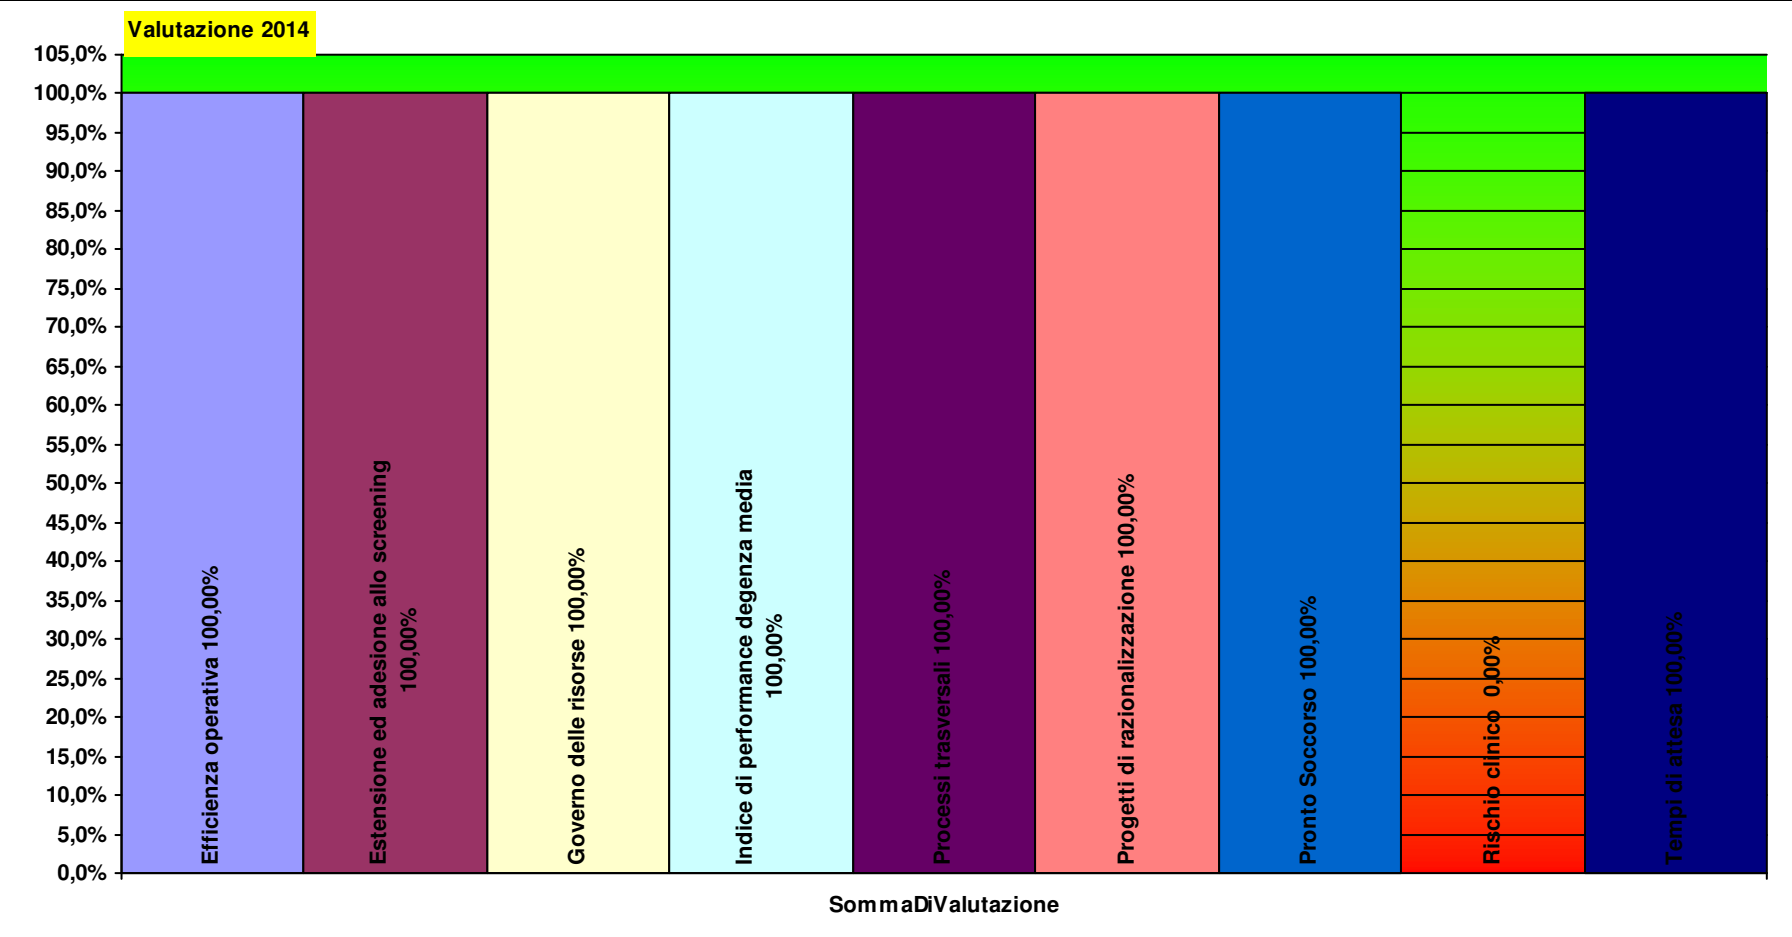 Valutazione 2014
105,0%
100,0%
95,0%
90,0%
85,0%
80,0%
75,0%
70,0%
65,0%
60,0%
55,0%
50,0%
45,0%
40,0%
35,0%
30,0%
25,0%
20,0%
15,0%
10,0%
5,0%
0,0%
Efficienza operativa 100,00%
Estensione ed adesione allo screening
100,00%
Governo delle risorse 100,00%
Indice di performance degenza media
100,00%
Processi trasversali 100,00%
Progetti di razionalizzazione 100,00%
Pronto Soccorso 100,00%
Rischio clinico 0,00%
Tempi di attesa 100,00%
SommaDiValutazione